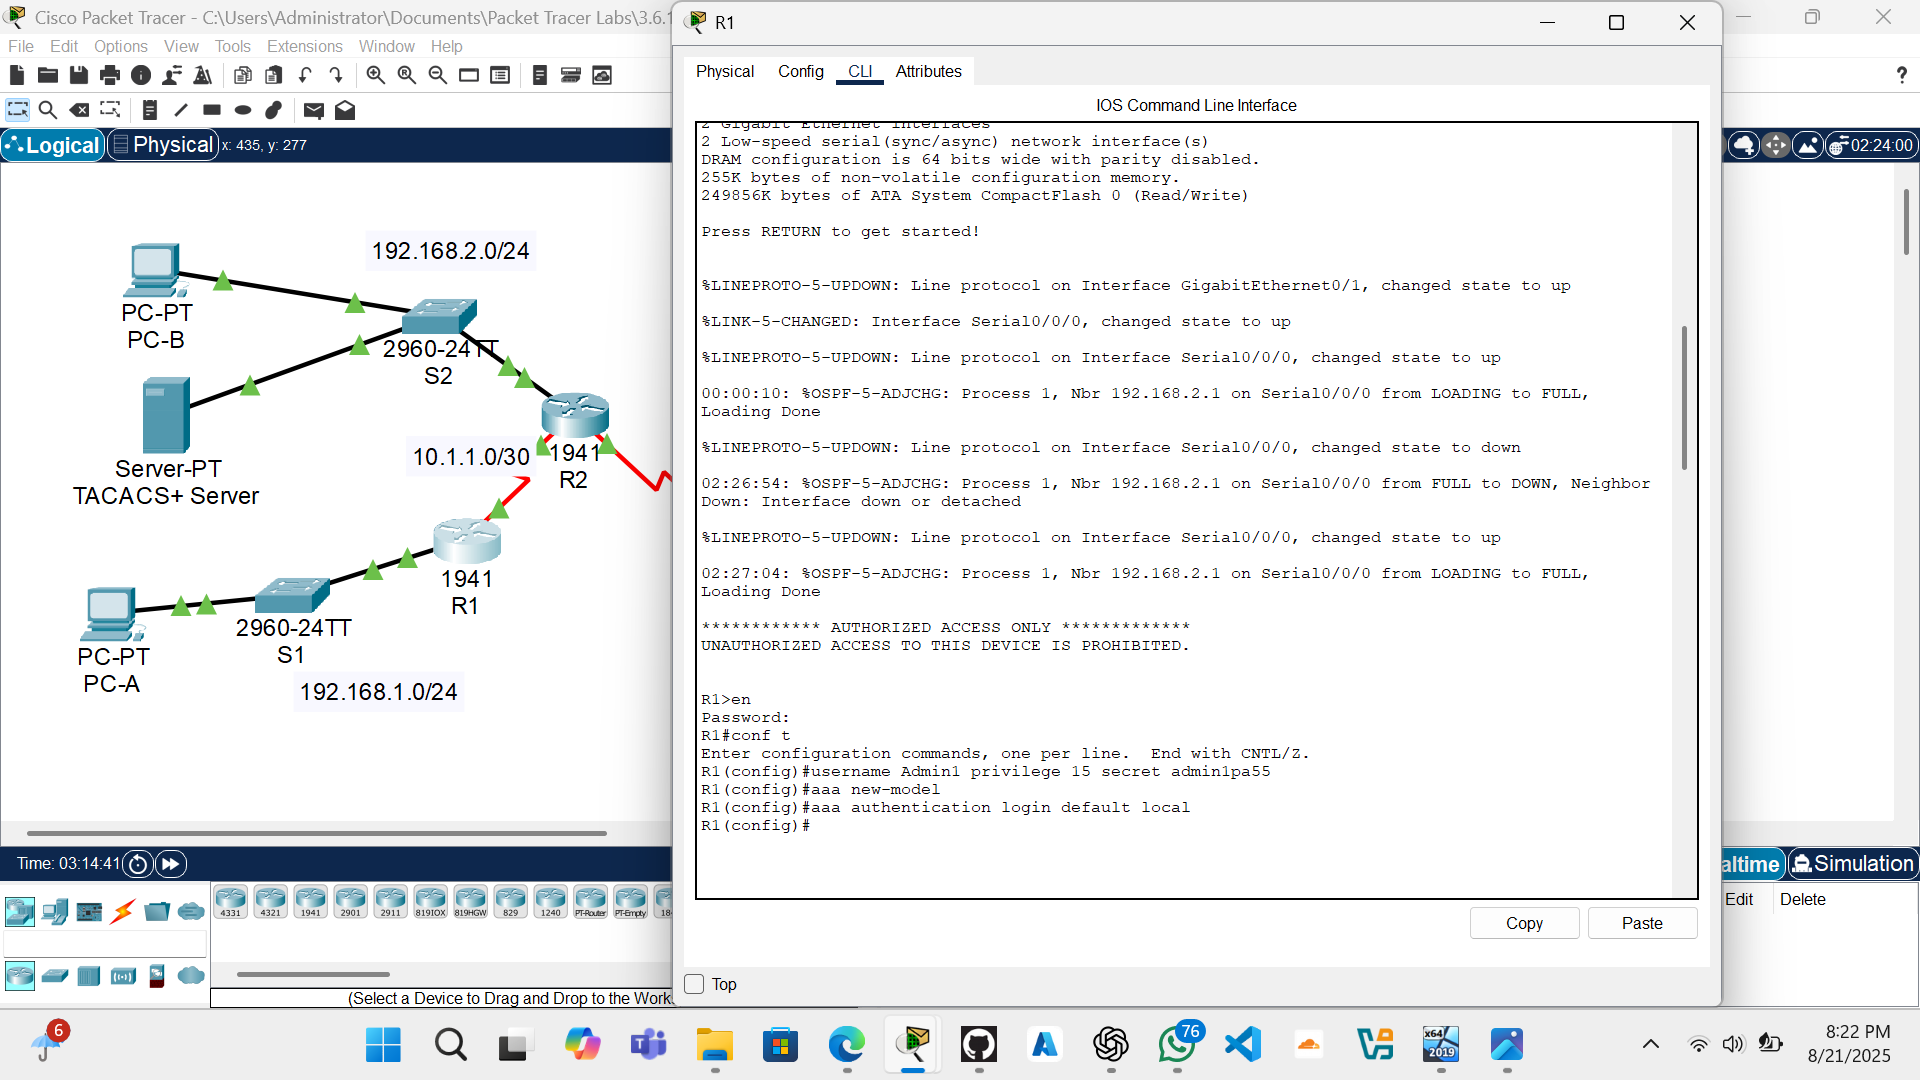 Cisco Packet Tracer - C:\Users\Administrator\Documents\Packet Tracer Labs\3.6.1
File Edit Options View Tools Extensions Window Help
Logical
Physical
x: 435, y: 277
192.168.2.0/24
PC-PT
PC-B
2960-24TT
S2
Server-PT
TACACS+ Server
10.1.1.0/30
1941
R2
1941
R1
2960-24TT
S1
PC-PT
PC-A
192.168.1.0/24
Time: 03:14:41
4331 4321 1941 2901 2911 819IOX 819HGW 829 1240 PT-Router PT-Empty 18
(Select a Device to Drag and Drop to the Work
R1
Physical Config CLI Attributes
IOS Command Line Interface
2 Gigabit Ethernet interfaces
2 Low-speed serial(sync/async) network interface(s)
DRAM configuration is 64 bits wide with parity disabled.
255K bytes of non-volatile configuration memory.
249856K bytes of ATA System CompactFlash 0 (Read/Write)
Press RETURN to get started!
%LINEPROTO-5-UPDOWN: Line protocol on Interface GigabitEthernet0/1, changed state to up
%LINK-5-CHANGED: Interface Serial0/0/0, changed state to up
%LINEPROTO-5-UPDOWN: Line protocol on Interface Serial0/0/0, changed state to up
00:00:10: %OSPF-5-ADJCHG: Process 1, Nbr 192.168.2.1 on Serial0/0/0 from LOADING to FULL,
Loading Done
%LINEPROTO-5-UPDOWN: Line protocol on Interface Serial0/0/0, changed state to down
02:26:54: %OSPF-5-ADJCHG: Process 1, Nbr 192.168.2.1 on Serial0/0/0 from FULL to DOWN, Neighbor
Down: Interface down or detached
%LINEPROTO-5-UPDOWN: Line protocol on Interface Serial0/0/0, changed state to up
02:27:04: %OSPF-5-ADJCHG: Process 1, Nbr 192.168.2.1 on Serial0/0/0 from LOADING to FULL,
Loading Done
************ AUTHORIZED ACCESS ONLY *************
UNAUTHORIZED ACCESS TO THIS DEVICE IS PROHIBITED.
R1>en
Password:
R1#conf t
Enter configuration commands, one per line.  End with CNTL/Z.
R1(config)#username Admin1 privilege 15 secret admin1pa55
R1(config)#aaa new-model
R1(config)#aaa authentication login default local
R1(config)#
Copy
Paste
Top
?
02:24:00
altime
Simulation
Edit
Delete
6
76
x64
2019
8:22 PM
8/21/2025